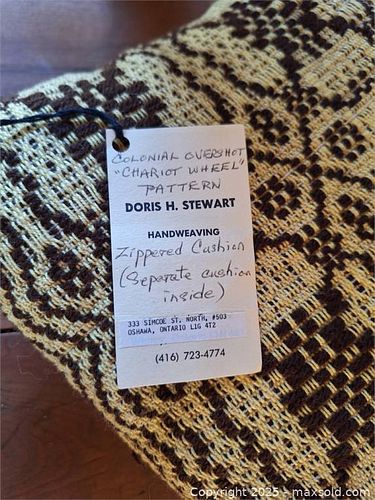 COLONIAL OVERSHOT
"CHARIOT WHEEL"
PATTERN
DORIS H. STEWART
HANDWEAVING
Zippered Cushion
(Separate cushion
inside)
333 SIMCOE ST. NORTH, #503
OSHAWA, ONTARIO L1G 4T2
(416) 723-4774
Copyright 2025 - maxsold.com